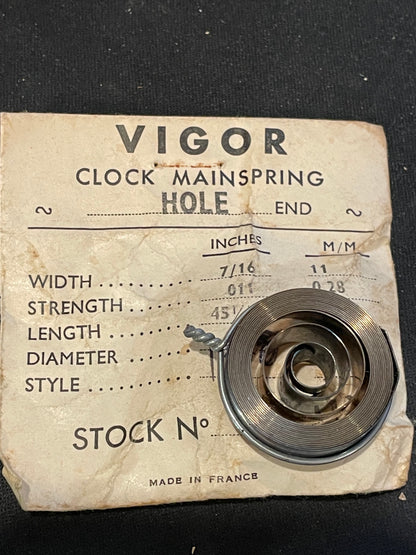 VIGOR
CLOCK MAINSPRING
~ HOLE END ~
INCHES M/M
WIDTH ........ 7/16 11
STRENGTH ....... 011 0.28
LENGTH ........ 45
DIAMETER ....
STYLE ........
STOCK Nº
MADE IN FRANCE